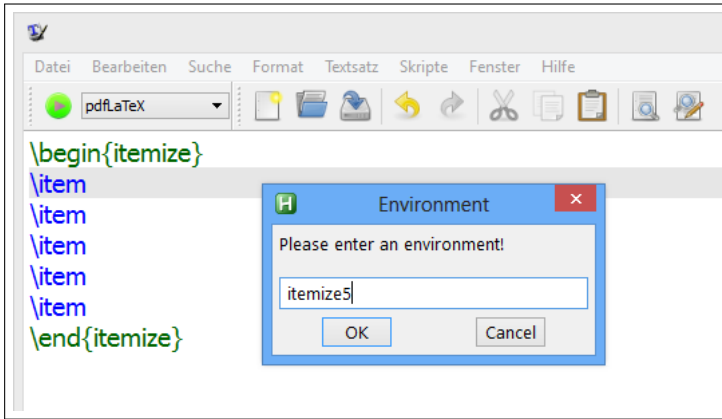 Datei Bearbeiten Suche Format Textsatz Skripte Fenster Hilfe
pdfLaTeX
\begin{itemize}
\item
\item
\item
\item
\item
\end{itemize}
H
Environment
Please enter an environment!
itemize5
OK Cancel